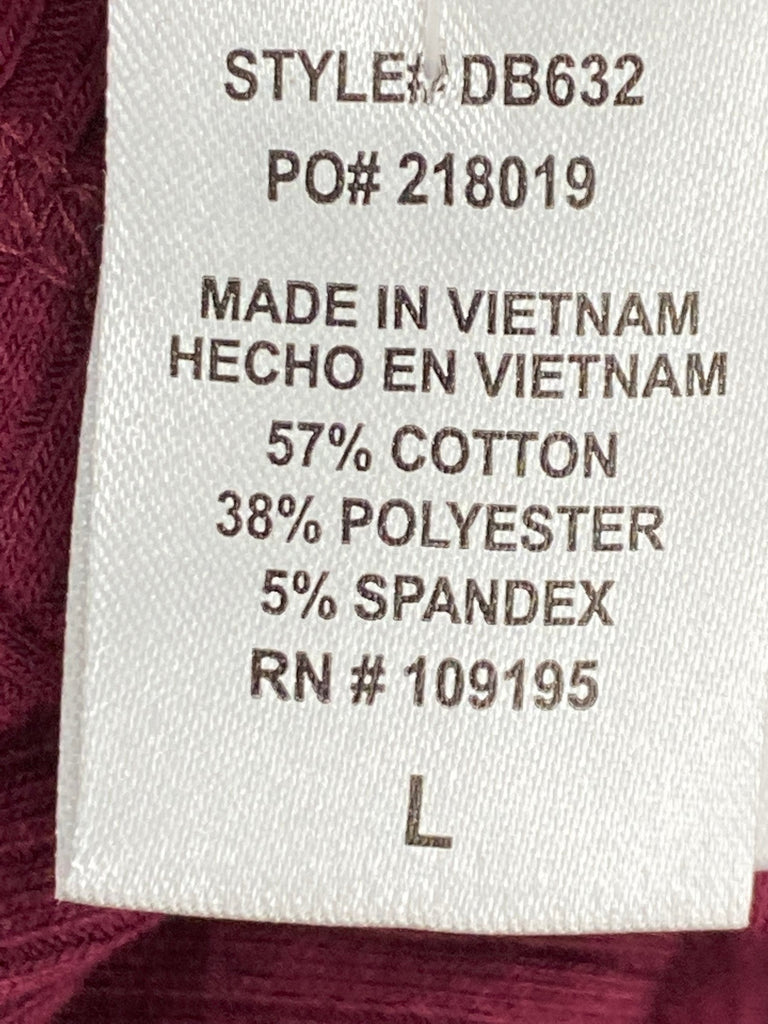 STYLE# DB632
PO# 218019
MADE IN VIETNAM
HECHO EN VIETNAM
57% COTTON
38% POLYESTER
5% SPANDEX
RN # 109195
L